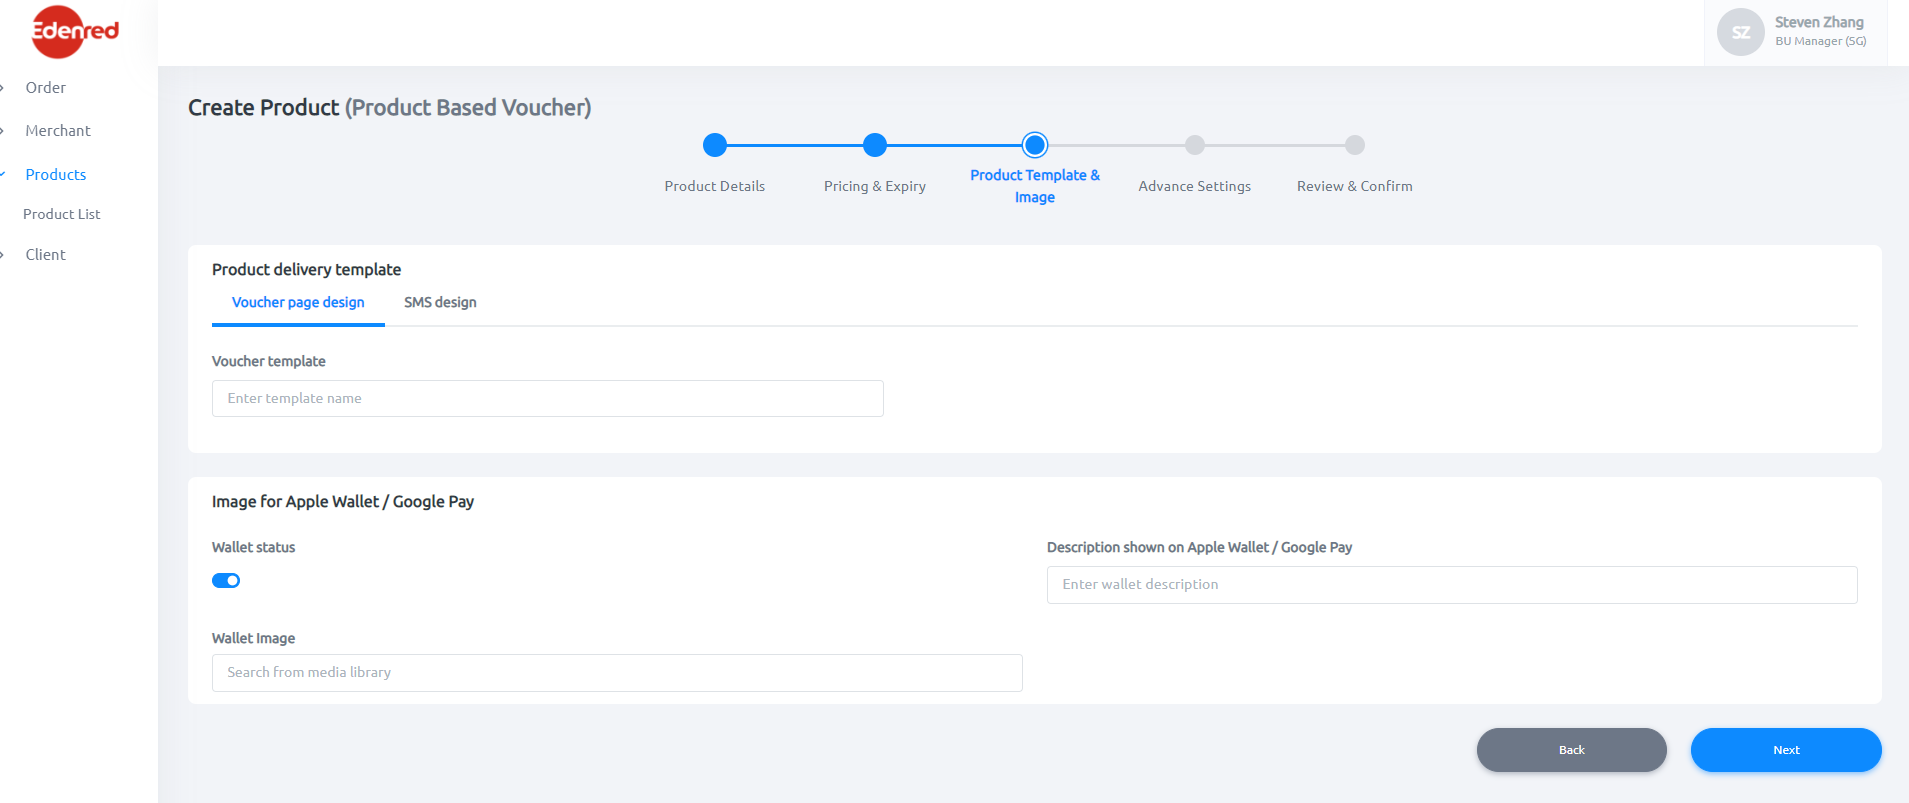 Edenred
SZ
Steven Zhang
BU Manager (SG)
Order
Merchant
Products
Product List
Client
Create Product (Product Based Voucher)
Product Details
Pricing & Expiry
Product Template &
Image
Advance Settings
Review & Confirm
Product delivery template
Voucher page design
SMS design
Voucher template
Enter template name
Image for Apple Wallet / Google Pay
Wallet status
Description shown on Apple Wallet / Google Pay
Enter wallet description
Wallet Image
Search from media library
Back
Next